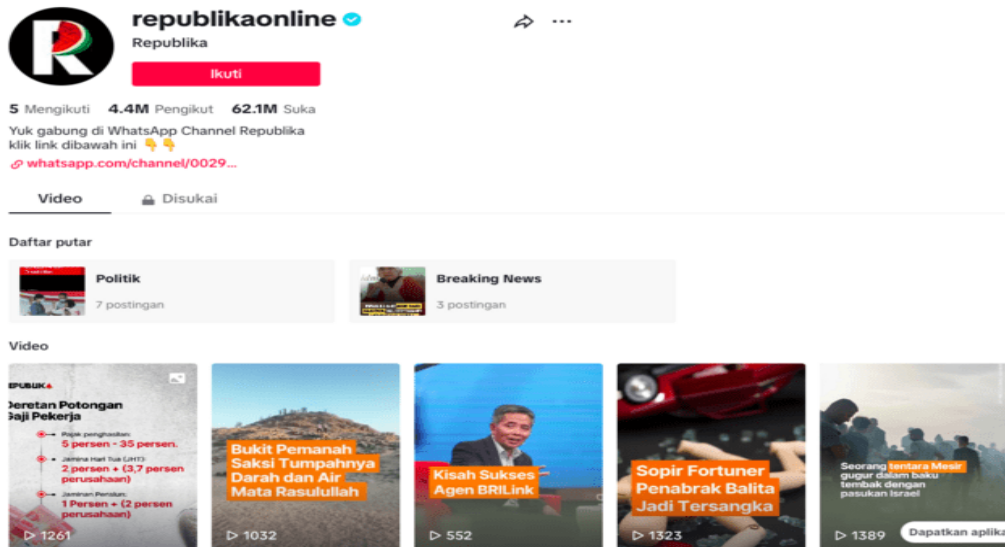 republikaonline
Republika
Ikuti
5 Mengikuti 4.4M Pengikut 62.1M Suka
Yuk gabung di WhatsApp Channel Republika
klik link dibawah ini 👇👇
whatsapp.com/channel/0029...
Video Disukai
Daftar putar
Politik
7 postingan
Breaking News
3 postingan
Video
EPUBLIK
Deretan Potongan
Gaji Pekerja
Pajak penghasilan:
5 persen - 35 persen.
Jamina Hari Tua (JHT):
2 persen + (3,7 persen
perusahaan)
Jaminan Pensiun:
1 Persen + (2 persen
perusahaan)
1261
Bukit Pemanah
Saksi Tumpahnya
Darah dan Air
Mata Rasulullah
1032
Kisah Sukses
Agen BRILink
552
Sopir Fortuner
Penabrak Balita
Jadi Tersangka
1323
Seorang tentara Mesir
gugur dalam baku
tembak dengan
pasukan Israel
1389
Dapatkan aplika